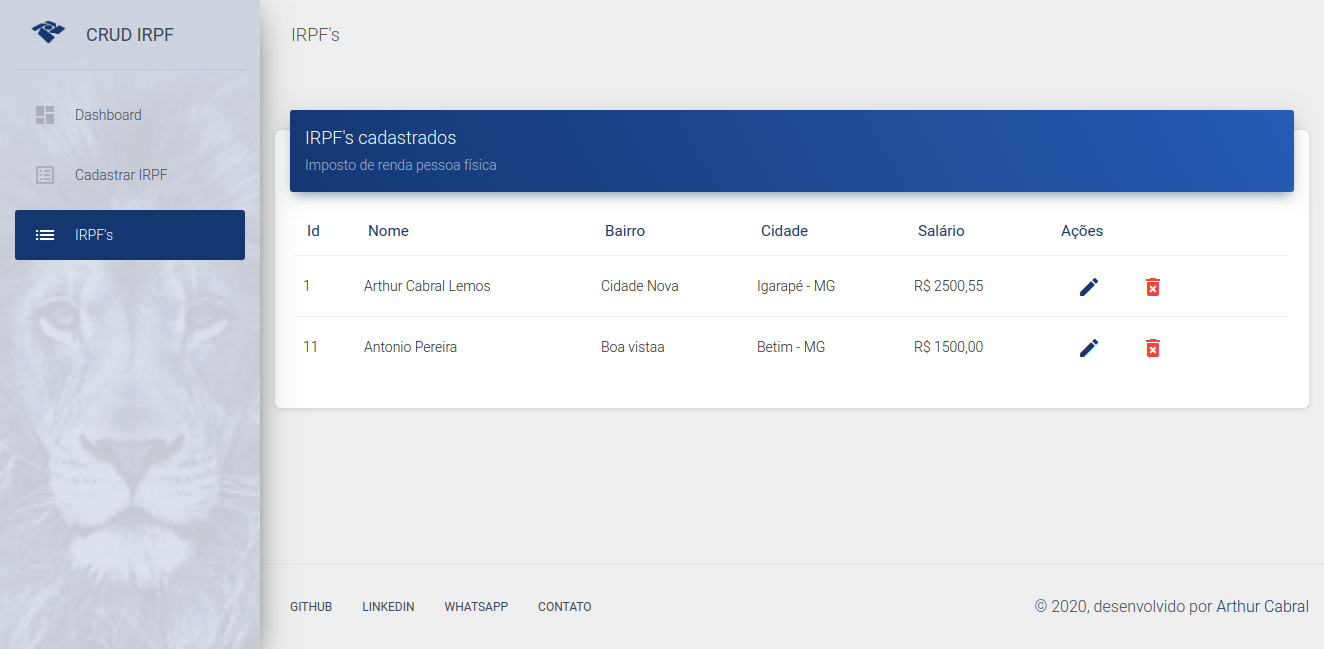 CRUD IRPF
Dashboard
Cadastrar IRPF
IRPF's
IRPF's
IRPF's cadastrados
Imposto de renda pessoa física
Id Nome Bairro Cidade Salário Ações
1 Arthur Cabral Lemos Cidade Nova Igarapé - MG R$ 2500,55
11 Antonio Pereira Boa vistaa Betim - MG R$ 1500,00
GITHUB LINKEDIN WHATSAPP CONTATO
© 2020, desenvolvido por Arthur Cabral